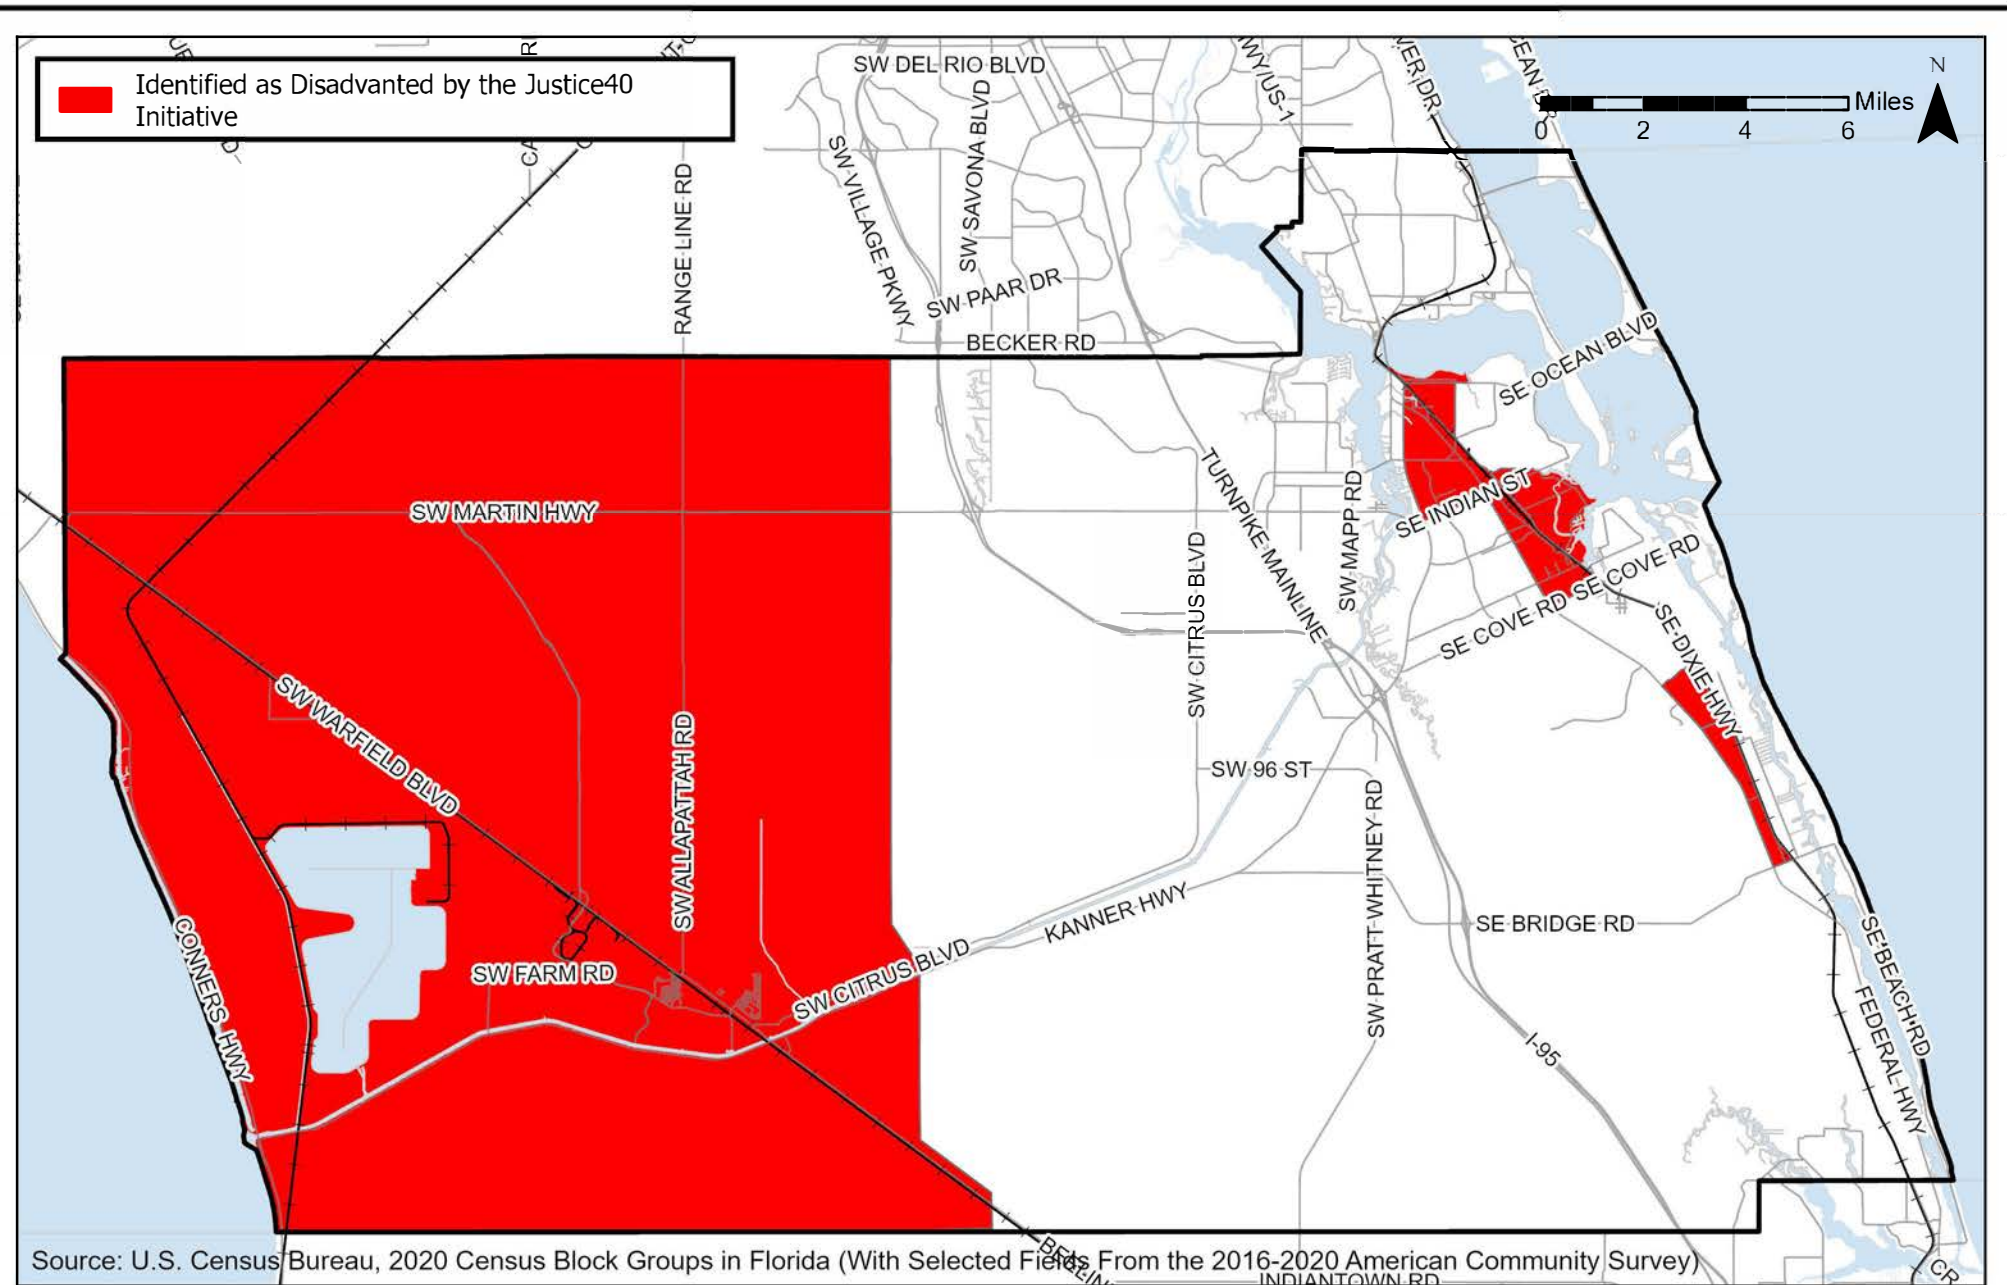 Identified as Disadvanted by the Justice40
Initiative
SW DEL RIO BLVD
HWY/US-1
N
Miles
0 2 4 6
SW VILLAGE PKWY
SW SAVONA BLVD
RANGE LINE RD
SW PAAR DR
BECKER RD
SE OCEAN BLVD
SW MARTIN HWY
TURNPIKE MAINLINE
SW MAPP RD
SE INDIAN ST
SW CITRUS BLVD
SE COVE RD
SE COVE RD
SE DIXIE HWY
SW WARFIELD BLVD
SW ALLAPATTAH RD
SW 96 ST
SW PRATT WHITNEY RD
KANNER HWY
SE BRIDGE RD
CONNERS HWY
SW FARM RD
SW CITRUS BLVD
SE BEACH RD
FEDERAL HWY
I-95
Source: U.S. Census Bureau, 2020 Census Block Groups in Florida (With Selected Fields From the 2016-2020 American Community Survey)
INDIANTOWN RD
CR